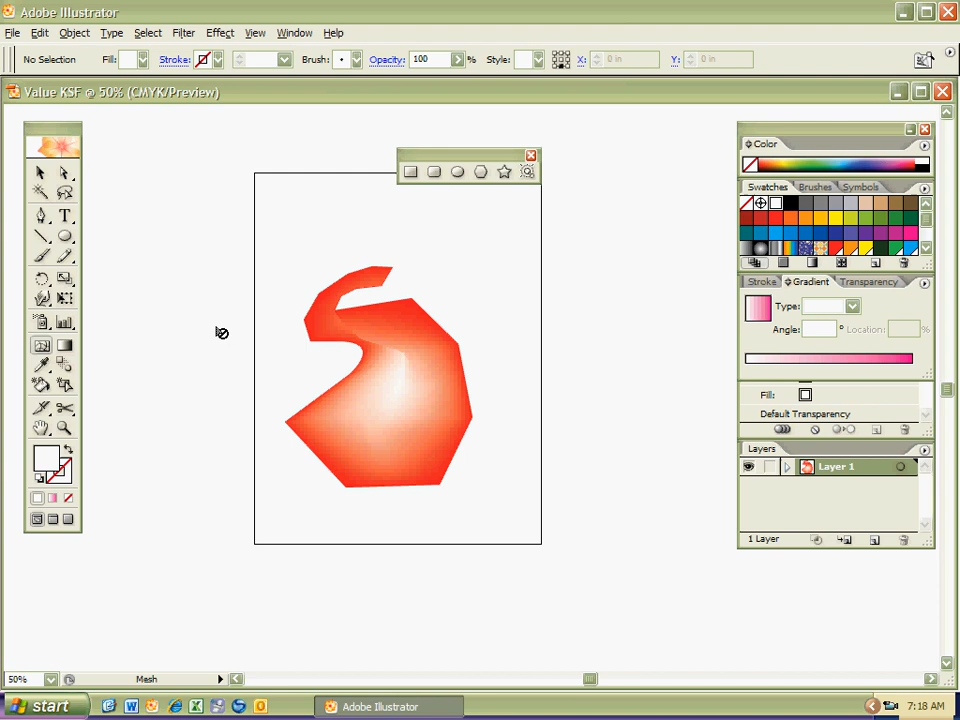 Adobe Illustrator
File Edit Object Type Select Filter Effect View Window Help
No Selection Fill: Stroke: Brush: Opacity: 100 % Style: X: 0 in Y: 0 in
Value KSF @ 50% (CMYK/Preview)
Color
Swatches Brushes Symbols
Stroke Gradient Transparency
Type:
Angle: ° Location: %
Fill:
Default Transparency
Layers
Layer 1
1 Layer
50% Mesh
start Adobe Illustrator 7:18 AM